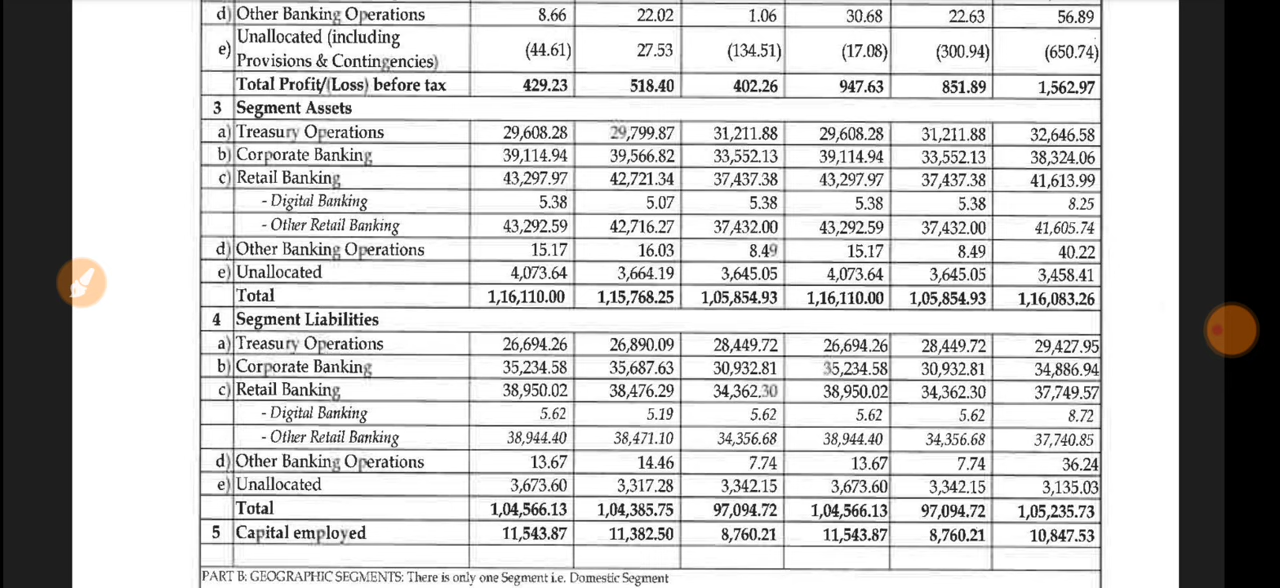 d) Other Banking Operations 8.66 22.02 1.06 30.68 22.63 56.89
e) Unallocated (including Provisions & Contingencies) (44.61) 27.53 (134.51) (17.08) (300.94) (650.74)
Total Profit/(Loss) before tax 429.23 518.40 402.26 947.63 851.89 1,562.97
3 Segment Assets
a) Treasury Operations 29,608.28 29,799.87 31,211.88 29,608.28 31,211.88 32,646.58
b) Corporate Banking 39,114.94 39,566.82 33,552.13 39,114.94 33,552.13 38,324.06
c) Retail Banking 43,297.97 42,721.34 37,437.38 43,297.97 37,437.38 41,613.99
- Digital Banking 5.38 5.07 5.38 5.38 5.38 8.25
- Other Retail Banking 43,292.59 42,716.27 37,432.00 43,292.59 37,432.00 41,605.74
d) Other Banking Operations 15.17 16.03 8.49 15.17 8.49 40.22
e) Unallocated 4,073.64 3,664.19 3,645.05 4,073.64 3,645.05 3,458.41
Total 1,16,110.00 1,15,768.25 1,05,854.93 1,16,110.00 1,05,854.93 1,16,083.26
4 Segment Liabilities
a) Treasury Operations 26,694.26 26,890.09 28,449.72 26,694.26 28,449.72 29,427.95
b) Corporate Banking 35,234.58 35,687.63 30,932.81 35,234.58 30,932.81 34,886.94
c) Retail Banking 38,950.02 38,476.29 34,362.30 38,950.02 34,362.30 37,749.57
- Digital Banking 5.62 5.19 5.62 5.62 5.62 8.72
- Other Retail Banking 38,944.40 38,471.10 34,356.68 38,944.40 34,356.68 37,740.85
d) Other Banking Operations 13.67 14.46 7.74 13.67 7.74 36.24
e) Unallocated 3,673.60 3,317.28 3,342.15 3,673.60 3,342.15 3,135.03
Total 1,04,566.13 1,04,385.75 97,094.72 1,04,566.13 97,094.72 1,05,235.73
5 Capital employed 11,543.87 11,382.50 8,760.21 11,543.87 8,760.21 10,847.53
PART B: GEOGRAPHIC SEGMENTS: There is only one Segment i.e. Domestic Segment